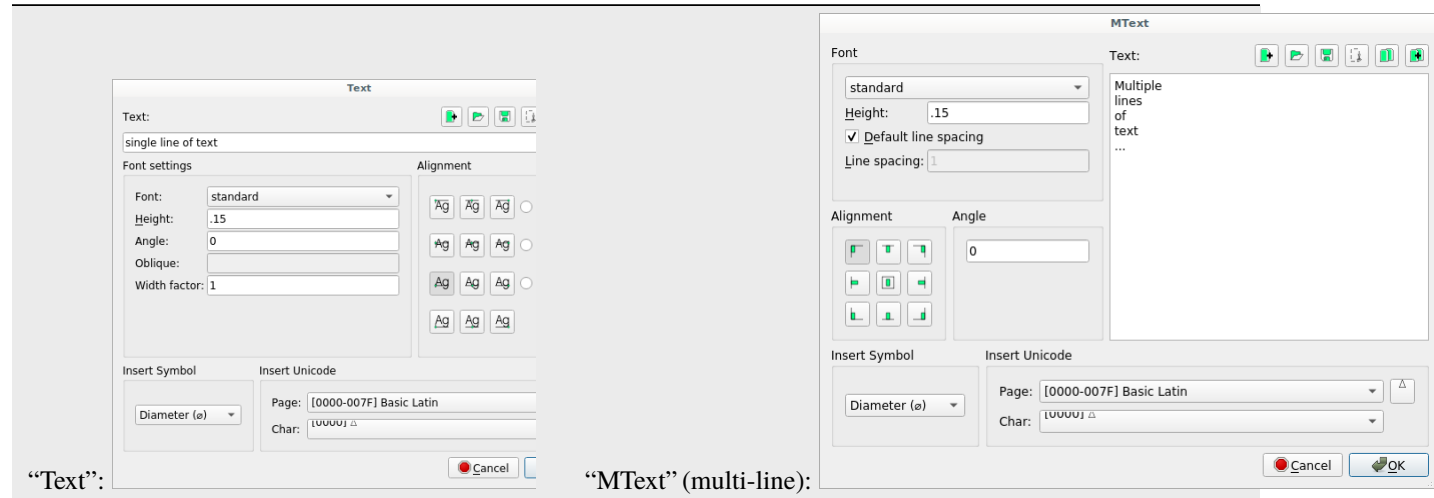 Text
Text:
single line of text
Font settings
Alignment
Font:
standard
Height:
.15
Angle:
0
Oblique:
Width factor:
1
Ag Ag Ag
Ag Ag Ag
Ag Ag Ag
Ag Ag Ag
Insert Symbol
Insert Unicode
Diameter (ø)
Page:
[0000-007F] Basic Latin
Char:
[0000] △
Cancel
“Text”:
MText
Font
standard
Height:
.15
Default line spacing
Line spacing:
1
Text:
Multiple
lines
of
text
...
Alignment
Angle
0
Insert Symbol
Insert Unicode
Diameter (ø)
Page:
[0000-007F] Basic Latin
△
Char:
[0000] △
Cancel
OK
“MText” (multi-line):